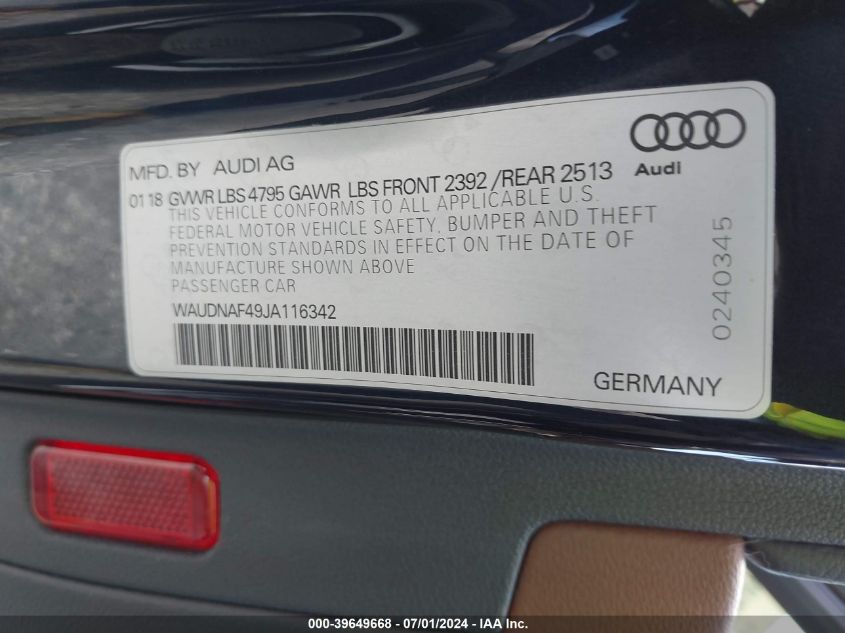 MFD. BY AUDI AG
Audi
01 18 GVWR LBS 4795 GAWR LBS FRONT 2392 /REAR 2513
THIS VEHICLE CONFORMS TO ALL APPLICABLE U.S.
FEDERAL MOTOR VEHICLE SAFETY, BUMPER AND THEFT
PREVENTION STANDARDS IN EFFECT ON THE DATE OF
MANUFACTURE SHOWN ABOVE
PASSENGER CAR
WAUDNAF49JA116342
0240345
GERMANY
000-39649668 - 07/01/2024 - IAA Inc.